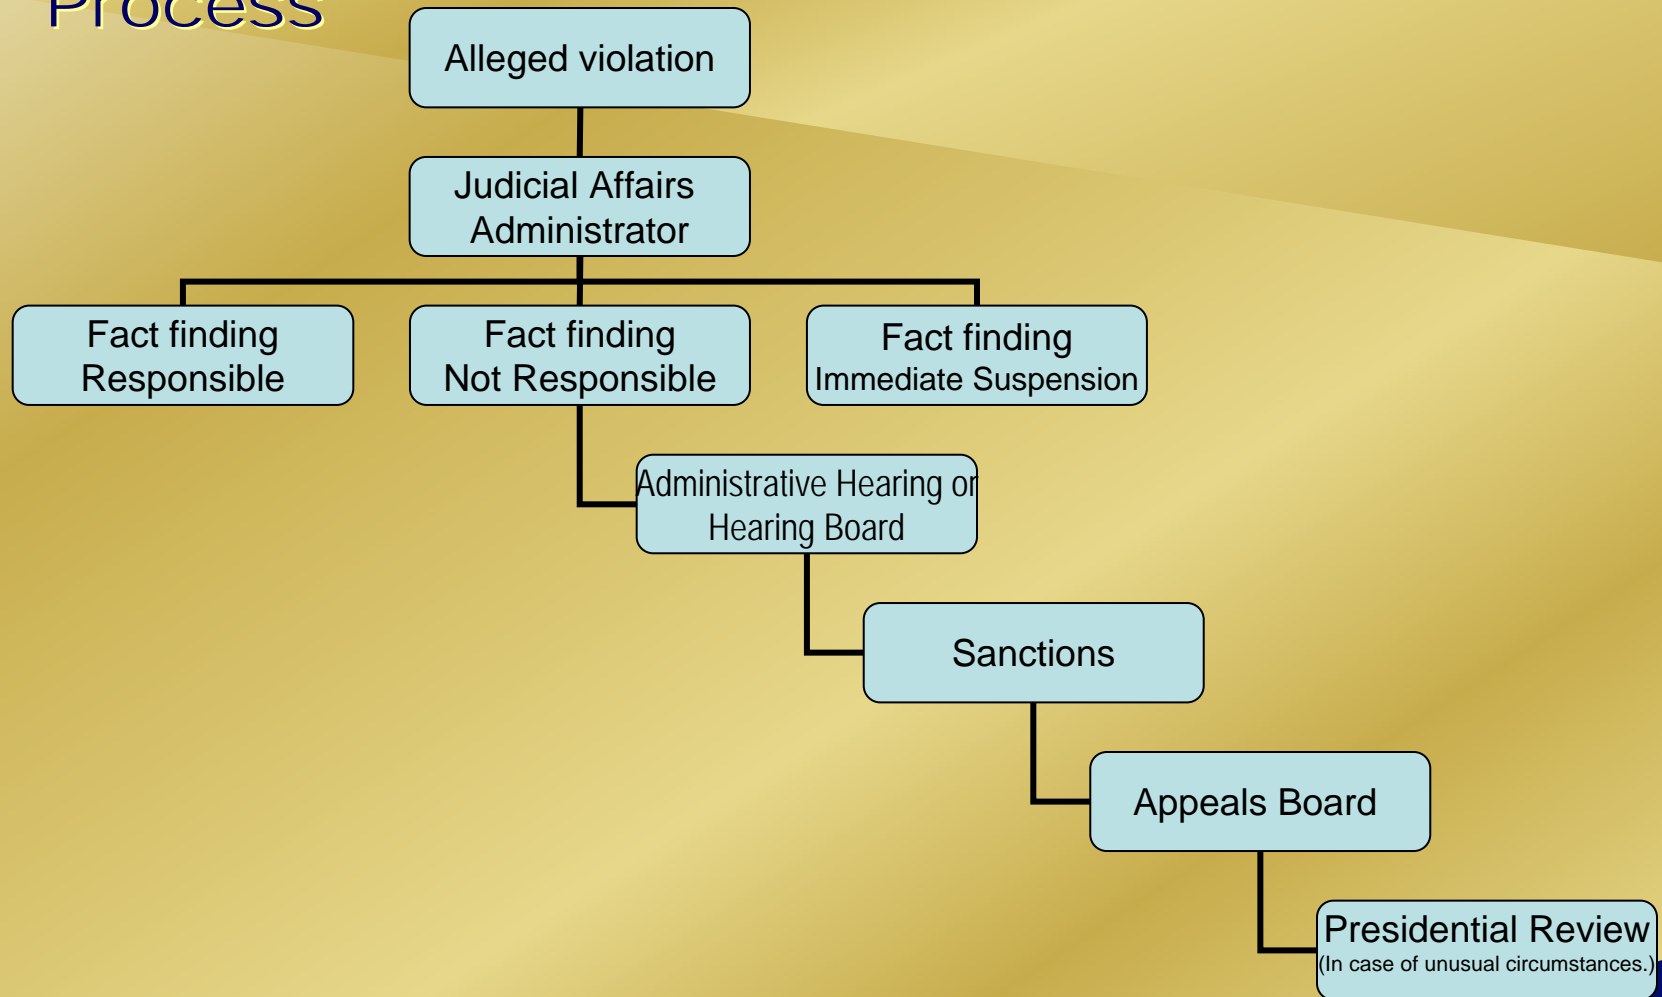 Process
Alleged violation
Judicial Affairs
Administrator
Fact finding
Responsible
Fact finding
Not Responsible
Fact finding
Immediate Suspension
Administrative Hearing or
Hearing Board
Sanctions
Appeals Board
Presidential Review
(In case of unusual circumstances.)